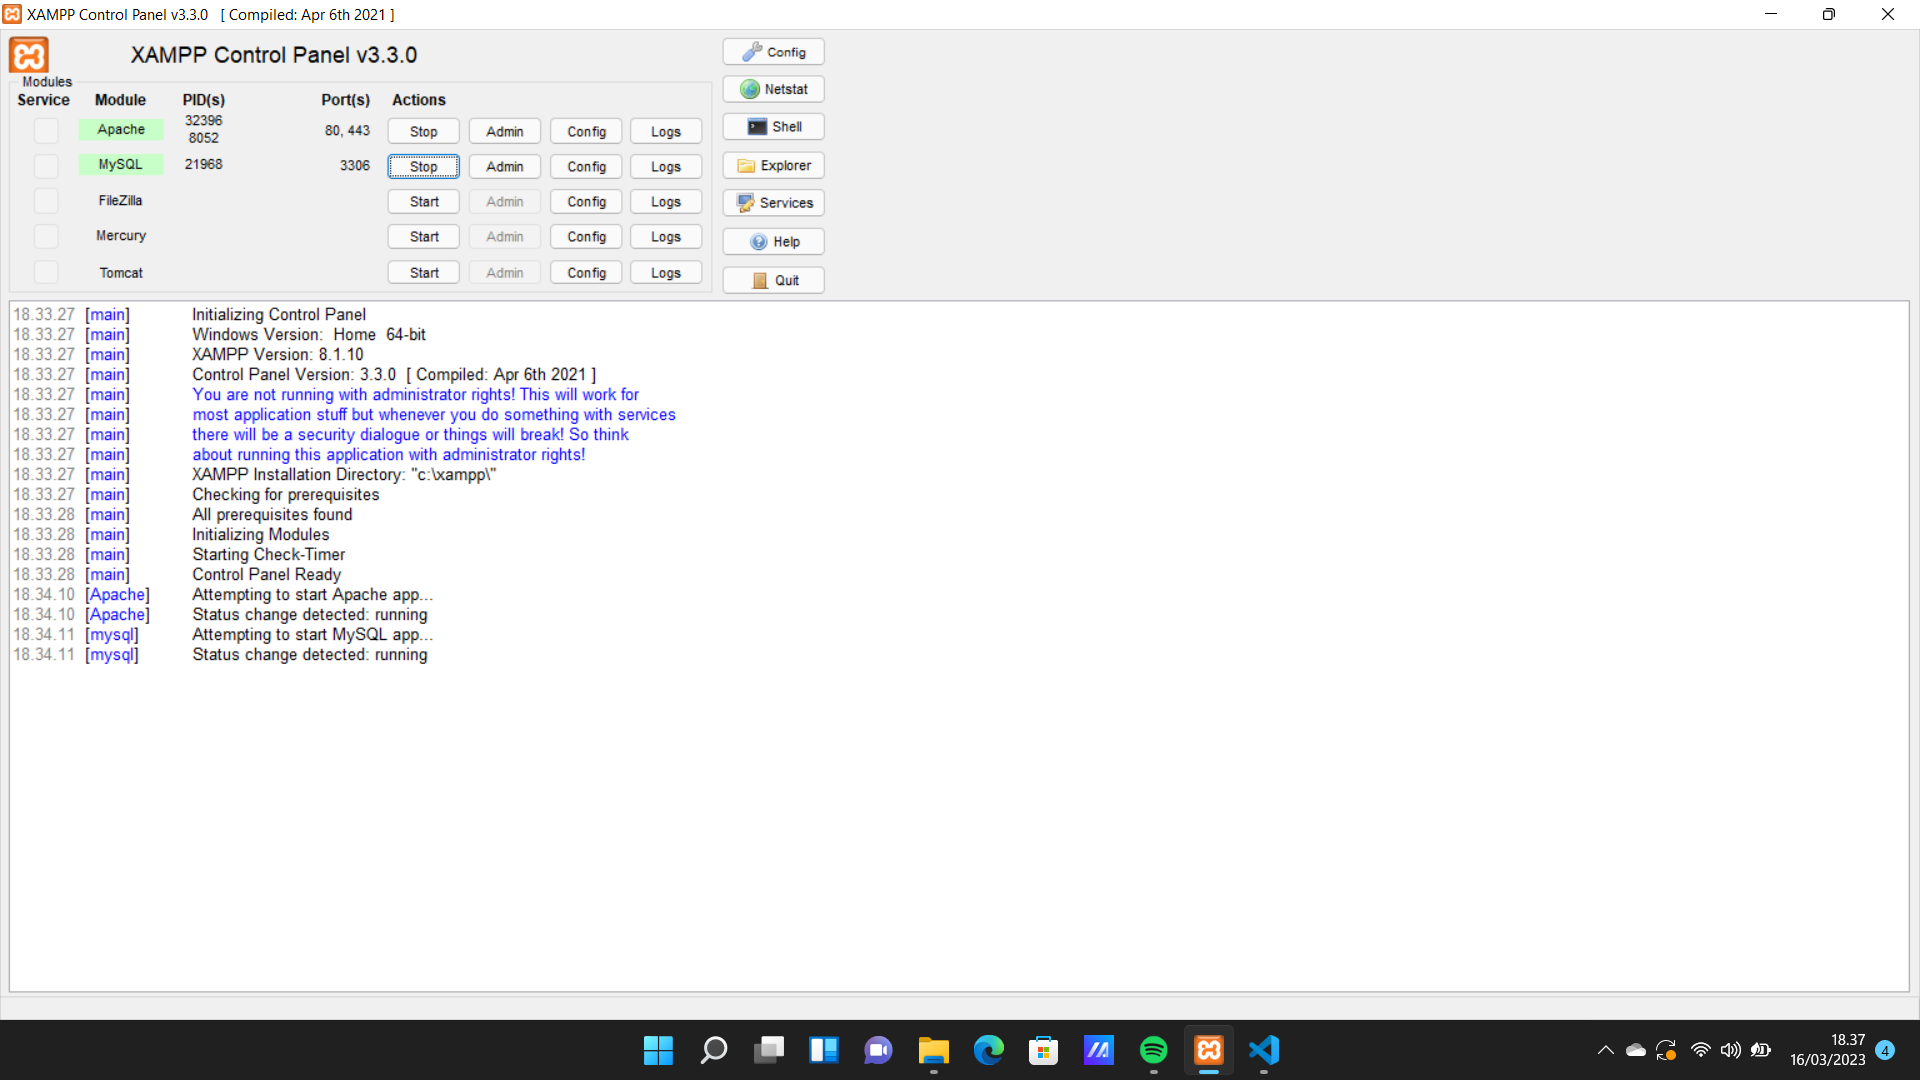 XAMPP Control Panel v3.3.0 [ Compiled: Apr 6th 2021 ]
XAMPP Control Panel v3.3.0
Modules
Service Module PID(s) Port(s) Actions
Apache 32396 8052 80, 443 Stop Admin Config Logs
MySQL 21968 3306 Stop Admin Config Logs
FileZilla Start Admin Config Logs
Mercury Start Admin Config Logs
Tomcat Start Admin Config Logs
Config
Netstat
Shell
Explorer
Services
Help
Quit
18.33.27 [main] Initializing Control Panel
18.33.27 [main] Windows Version: Home 64-bit
18.33.27 [main] XAMPP Version: 8.1.10
18.33.27 [main] Control Panel Version: 3.3.0 [ Compiled: Apr 6th 2021 ]
18.33.27 [main] You are not running with administrator rights! This will work for
18.33.27 [main] most application stuff but whenever you do something with services
18.33.27 [main] there will be a security dialogue or things will break! So think
18.33.27 [main] about running this application with administrator rights!
18.33.27 [main] XAMPP Installation Directory: "c:\xampp\"
18.33.27 [main] Checking for prerequisites
18.33.28 [main] All prerequisites found
18.33.28 [main] Initializing Modules
18.33.28 [main] Starting Check-Timer
18.33.28 [main] Control Panel Ready
18.34.10 [Apache] Attempting to start Apache app...
18.34.10 [Apache] Status change detected: running
18.34.11 [mysql] Attempting to start MySQL app...
18.34.11 [mysql] Status change detected: running
18.37
16/03/2023
4